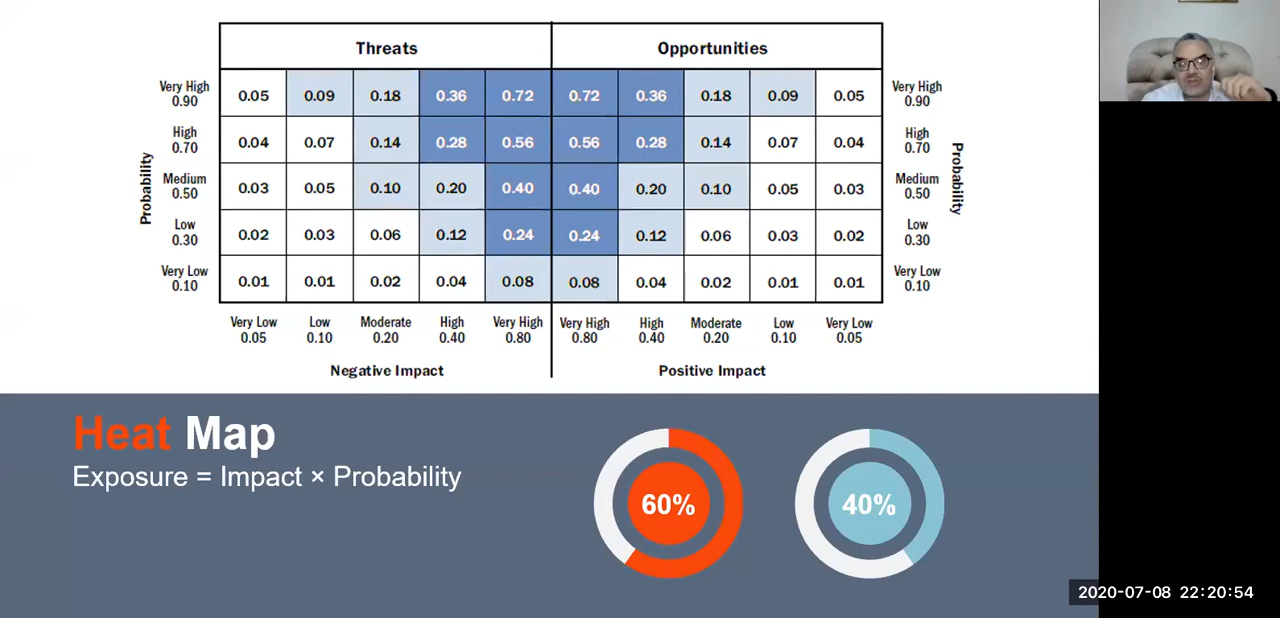 Threats Opportunities
Very High 0.90 0.05 0.09 0.18 0.36 0.72 0.72 0.36 0.18 0.09 0.05 Very High 0.90
High 0.70 0.04 0.07 0.14 0.28 0.56 0.56 0.28 0.14 0.07 0.04 High 0.70
Medium 0.50 0.03 0.05 0.10 0.20 0.40 0.40 0.20 0.10 0.05 0.03 Medium 0.50
Low 0.30 0.02 0.03 0.06 0.12 0.24 0.24 0.12 0.06 0.03 0.02 Low 0.30
Very Low 0.10 0.01 0.01 0.02 0.04 0.08 0.08 0.04 0.02 0.01 0.01 Very Low 0.10
Probability
Probability
Very Low Low Moderate High Very High Very High High Moderate Low Very Low
0.05 0.10 0.20 0.40 0.80 0.80 0.40 0.20 0.10 0.05
Negative Impact Positive Impact
Heat Map
Exposure = Impact × Probability
60% 40%
2020-07-08 22:20:54